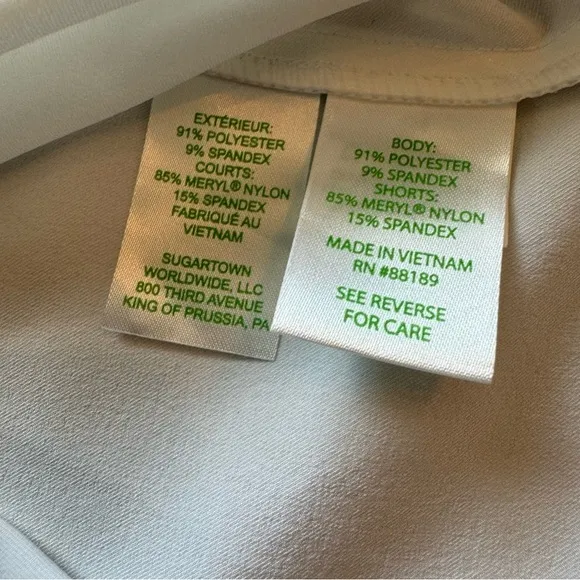 EXTÉRIEUR:
91% POLYESTER
9% SPANDEX
COURTS:
85% MERYL® NYLON
15% SPANDEX
FABRIQUÉ AU
VIETNAM
SUGARTOWN
WORLDWIDE, LLC
800 THIRD AVENUE
KING OF PRUSSIA, PA
BODY:
91% POLYESTER
9% SPANDEX
SHORTS:
85% MERYL® NYLON
15% SPANDEX
MADE IN VIETNAM
RN #88189
SEE REVERSE
FOR CARE